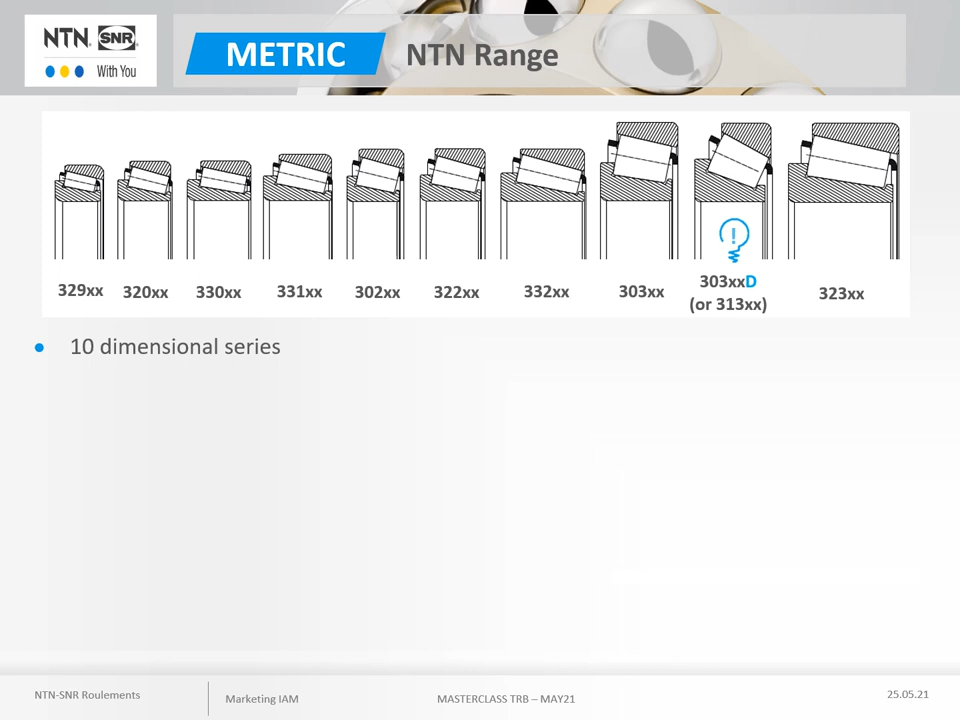 NTN. SNR
With You
METRIC NTN Range
329xx 320xx 330xx 331xx 302xx 322xx 332xx 303xx 303xxD (or 313xx) 323xx
• 10 dimensional series
NTN-SNR Roulements Marketing IAM MASTERCLASS TRB – MAY21 25.05.21